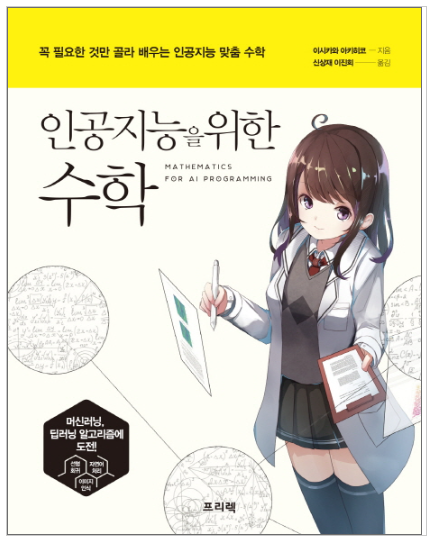 꼭 필요한 것만 골라 배우는 인공지능 맞춤 수학
이시카와 아키히코 지음
신상재 이진희 옮김
인공지능을 위한
수학
MATHEMATICS
FOR AI PROGRAMMING
머신러닝,
딥러닝 알고리즘에
도전!
선형
회귀
자연어
처리
이미지
인식
프리렉